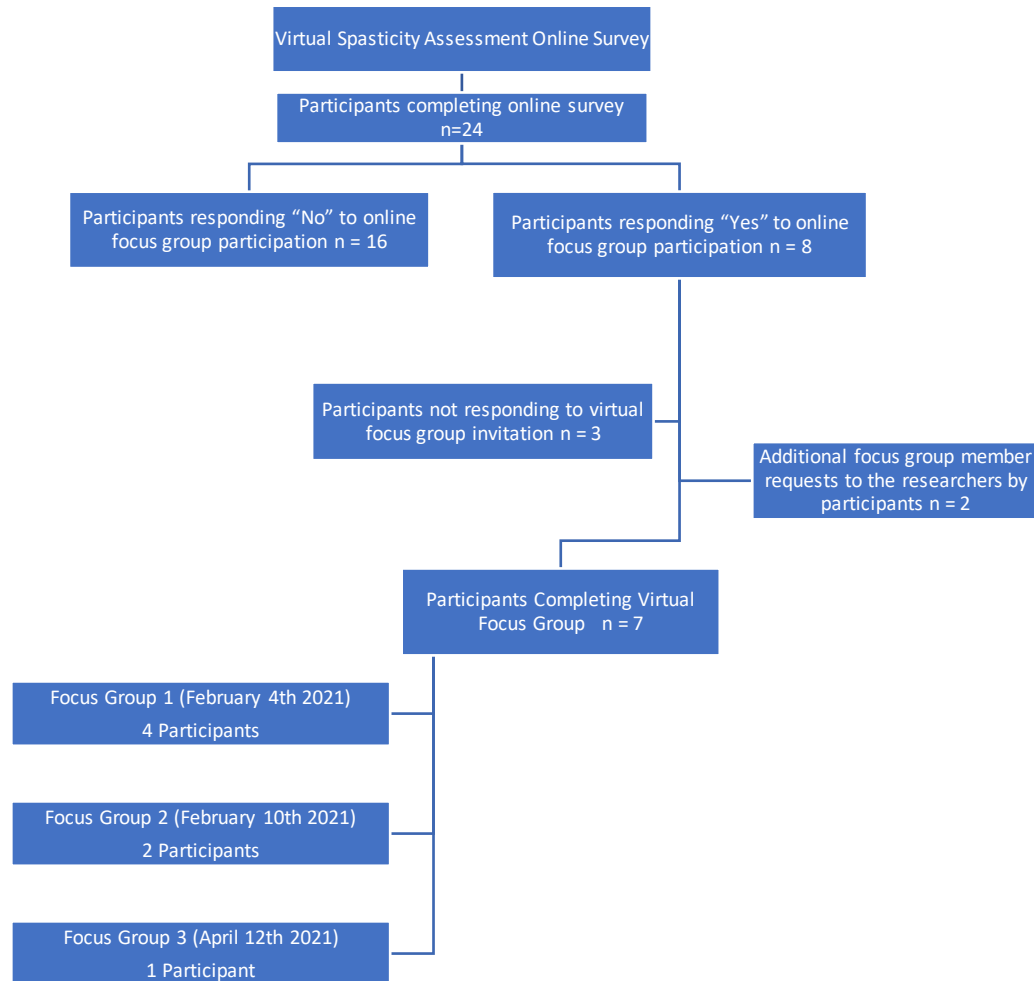 Virtual Spasticity Assessment Online Survey
Participants completing online survey
n=24
Participants responding “No” to online
focus group participation n = 16
Participants responding “Yes” to online
focus group participation n = 8
Participants not responding to virtual
focus group invitation n = 3
Additional focus group member
requests to the researchers by
participants n = 2
Participants Completing Virtual
Focus Group n = 7
Focus Group 1 (February 4th 2021)
4 Participants
Focus Group 2 (February 10th 2021)
2 Participants
Focus Group 3 (April 12th 2021)
1 Participant